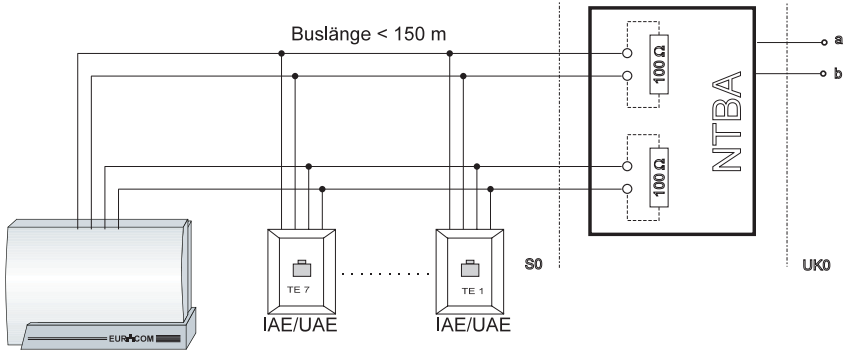 Buslänge < 150 m
100 Ω
a
b
NTBA
100 Ω
S0
UK0
TE 7
TE 1
IAE/UAE
IAE/UAE
EURACOM